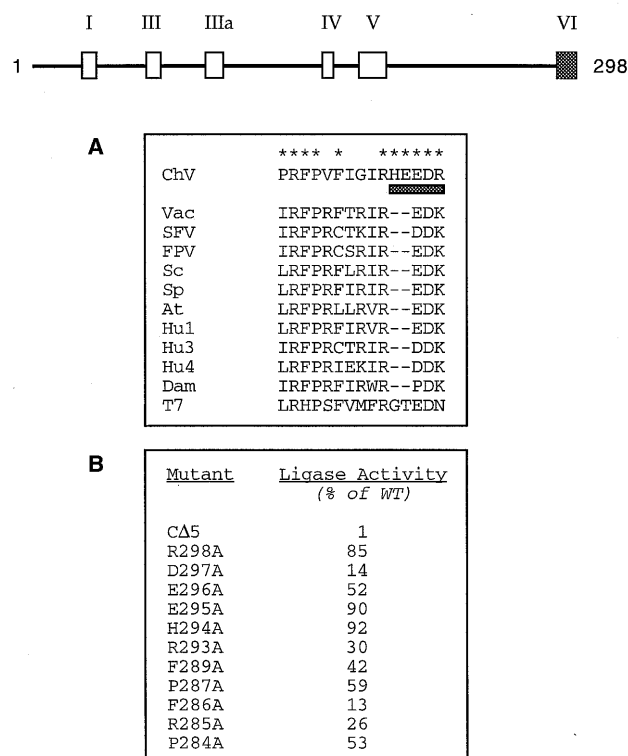 I III IIIa IV V VI
1 298
A
**** * ******
ChV PRFPVFIGIRHEEDR
Vac IRFPRFTRIR--EDK
SFV IRFPRCTKIR--DDK
FPV IRFPRCSRIR--EDK
Sc LRFPRFLRIR--EDK
Sp LRFPRFIRIR--EDK
At LRFPRLLRVR--EDK
Hu1 LRFPRFIRVR--EDK
Hu3 IRFPRCTRIR--DDK
Hu4 LRFPRIEKIR--DDK
Dam IRFPRFIRWR--PDK
T7 LRHPSFVMFRGTEDN
B
Mutant Ligase Activity
(% of WT)
CΔ5 1
R298A 85
D297A 14
E296A 52
E295A 90
H294A 92
R293A 30
F289A 42
P287A 59
F286A 13
R285A 26
P284A 53